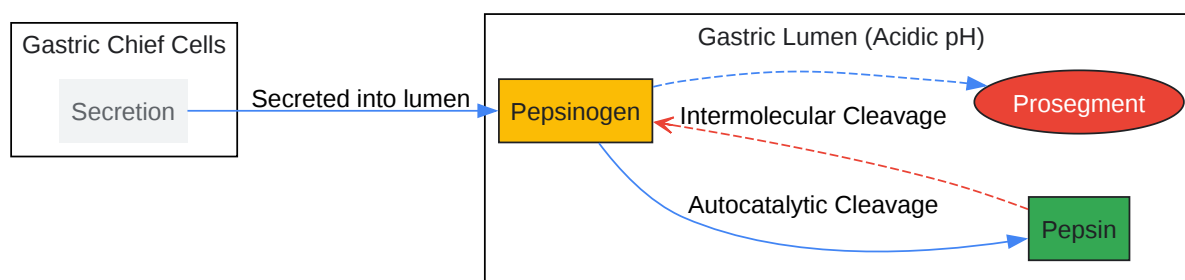 Gastric Chief Cells
Secretion
Secreted into lumen
Gastric Lumen (Acidic pH)
Pepsinogen
Prosegment
Intermolecular Cleavage
Autocatalytic Cleavage
Pepsin